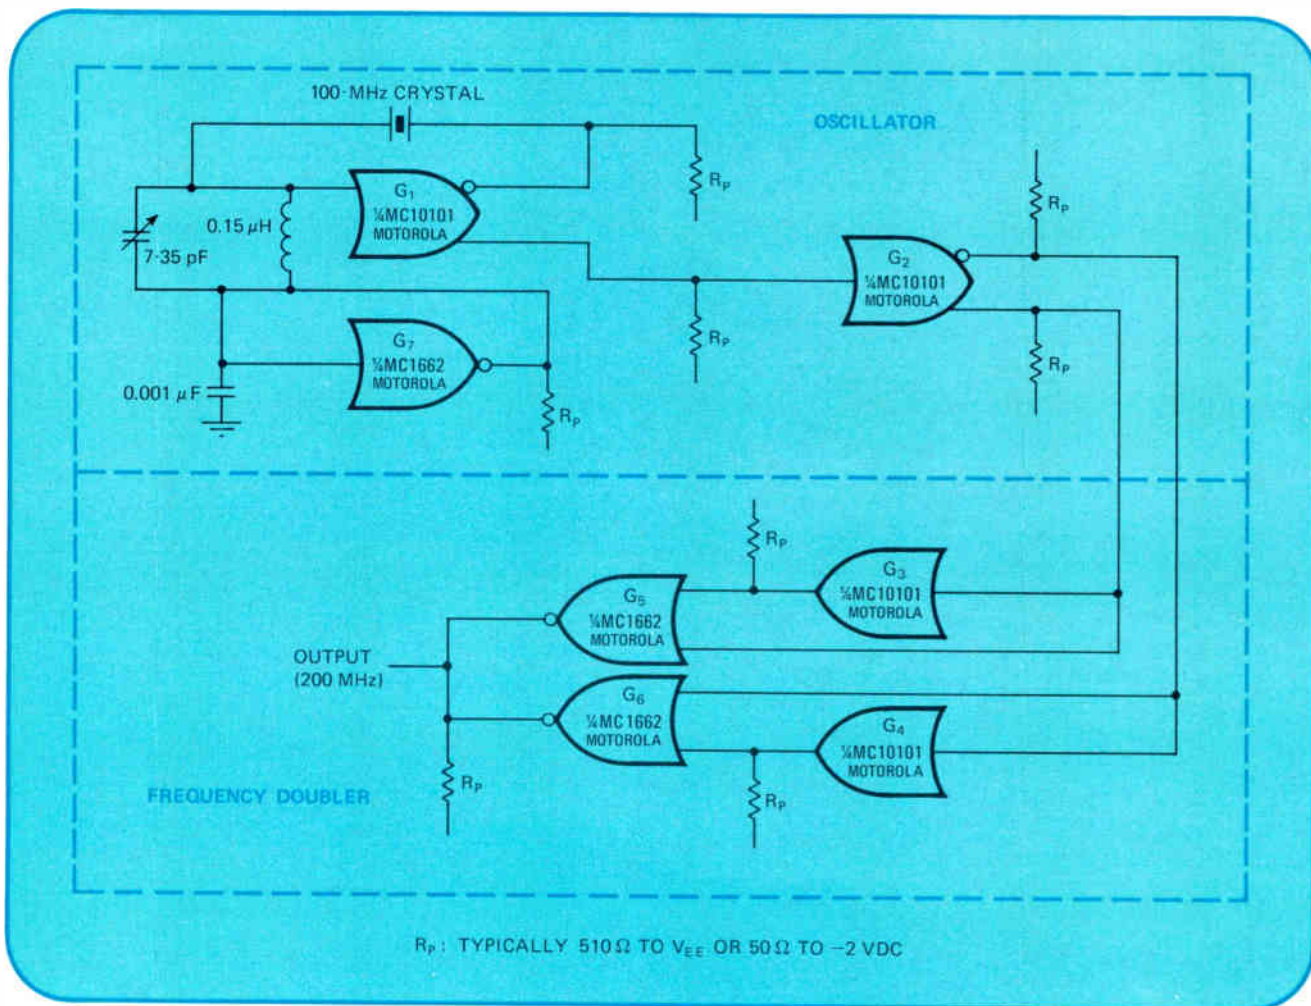 100-MHz CRYSTAL
OSCILLATOR
Rₚ
G₁
¼MC10101
MOTOROLA
0.15 μH
7-35 pF
Rₚ
G₂
¼MC10101
MOTOROLA
Rₚ
Rₚ
G₇
¼MC1662
MOTOROLA
0.001 μF
Rₚ
Rₚ
G₃
¼MC10101
MOTOROLA
G₅
¼MC1662
MOTOROLA
OUTPUT
(200 MHz)
G₆
¼MC1662
MOTOROLA
G₄
¼MC10101
MOTOROLA
Rₚ
Rₚ
FREQUENCY DOUBLER
Rₚ: TYPICALLY 510Ω TO VEE OR 50Ω TO −2 VDC